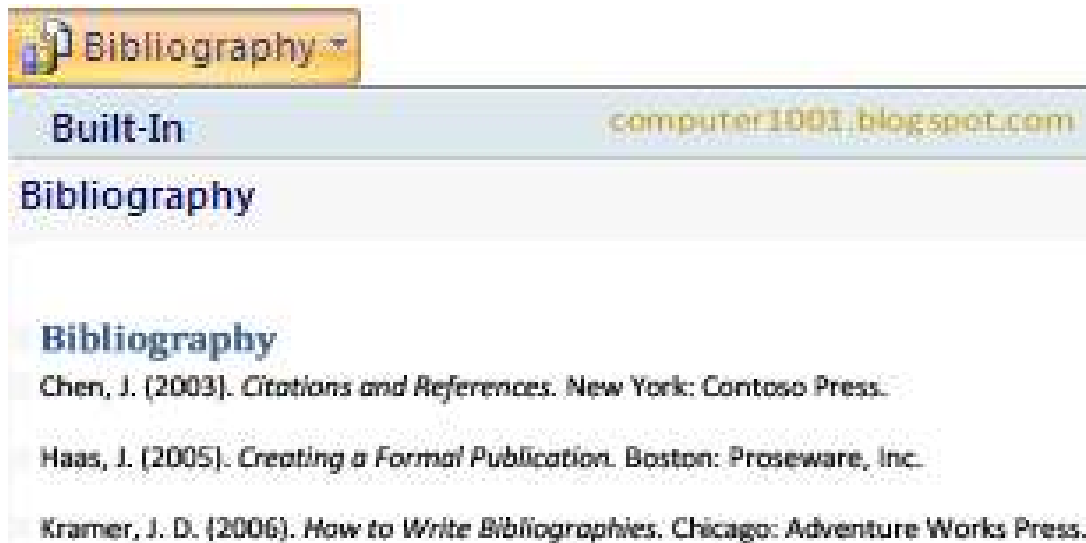 Bibliography
Built-In computer1001.blogspot.com
Bibliography
Bibliography
Chen, J. (2003). Citations and References. New York: Contoso Press.
Haas, J. (2005). Creating a Formal Publication. Boston: Proseware, Inc.
Kramer, J. D. (2006). How to Write Bibliographies. Chicago: Adventure Works Press.